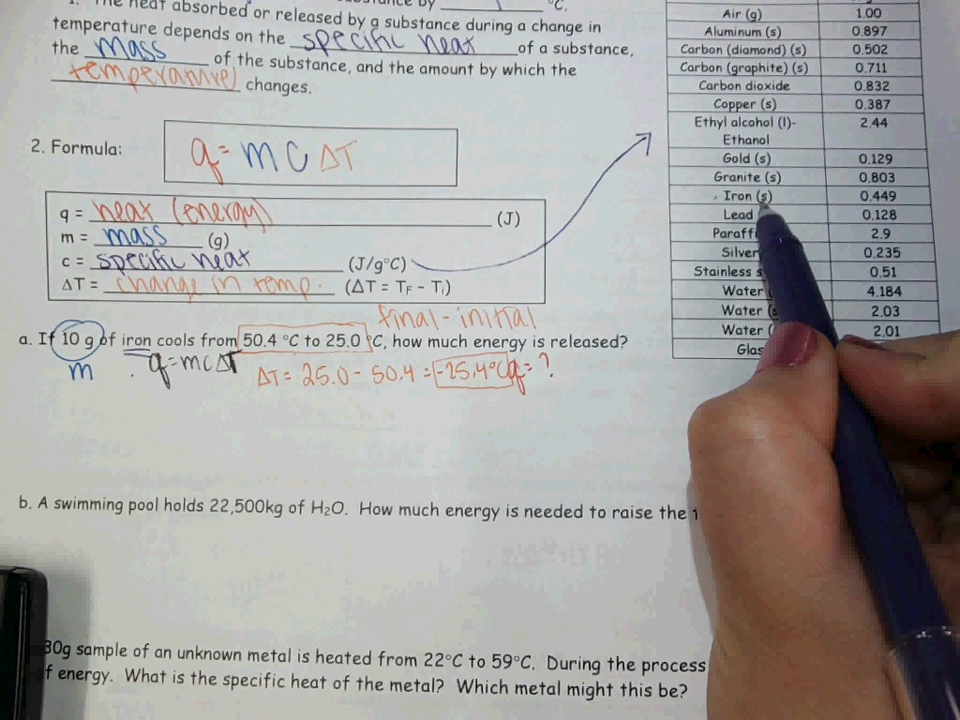 1. The heat absorbed or released by a substance during a change in
temperature depends on the specific heat of a substance,
the mass of the substance, and the amount by which the
temperature changes.
2. Formula: q = m C ΔT
q = heat (energy) (J)
m = mass (g)
c = specific heat (J/g°C)
ΔT = change in temp. (ΔT = TF - Ti)
final - initial
a. If 10 g of iron cools from 50.4 °C to 25.0 °C, how much energy is released?
m q=mcΔT ΔT = 25.0 - 50.4 = -25.4°C q = ?
b. A swimming pool holds 22,500kg of H2O. How much energy is needed to raise the
30g sample of an unknown metal is heated from 22°C to 59°C. During the process
of energy. What is the specific heat of the metal? Which metal might this be?
Air (g) 1.00
Aluminum (s) 0.897
Carbon (diamond) (s) 0.502
Carbon (graphite) (s) 0.711
Carbon dioxide 0.832
Copper (s) 0.387
Ethyl alcohol (l)- 2.44
Ethanol
Gold (s) 0.129
Granite (s) 0.803
Iron (s) 0.449
Lead 0.128
Paraff 2.9
Silver 0.235
Stainless s 0.51
Water 4.184
Water 2.03
Water ( 2.01
Glas